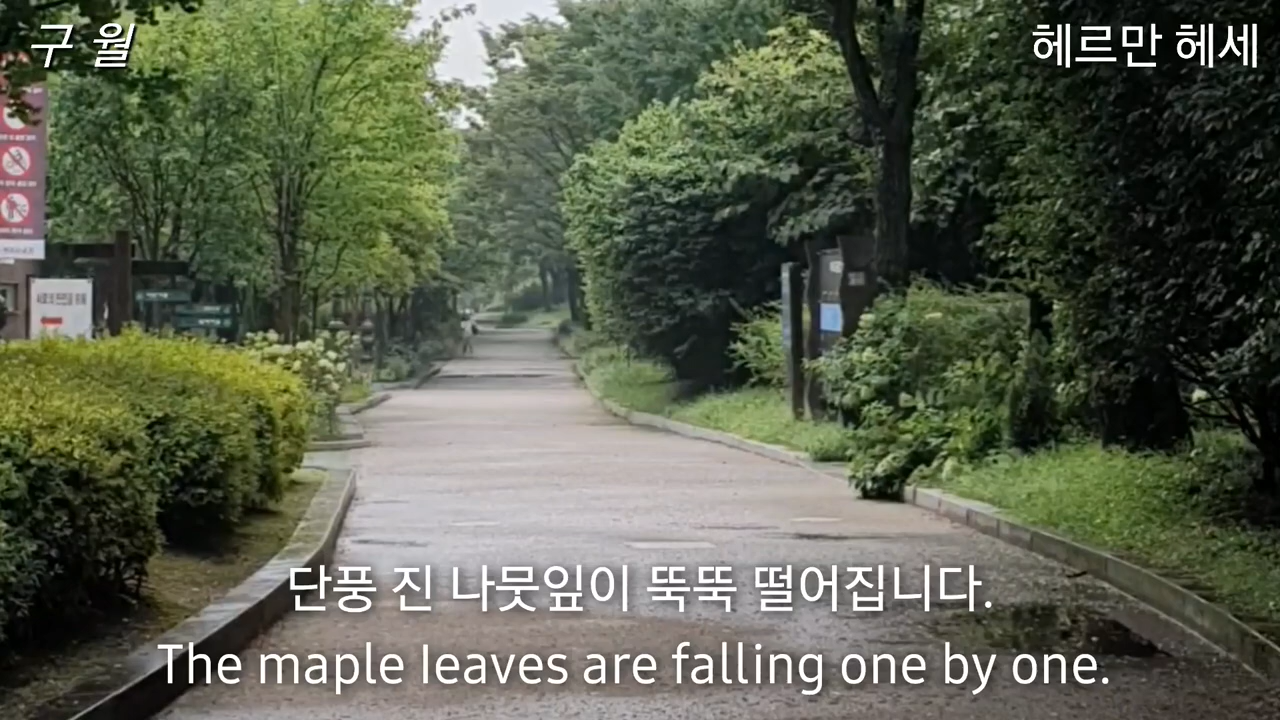 구 월
헤르만 헤세
단풍 진 나뭇잎이 뚝뚝 떨어집니다.
The maple leaves are falling one by one.